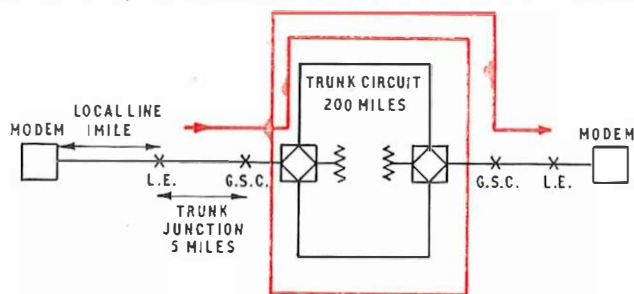 TRUNK CIRCUIT
200 MILES
LOCAL LINE
1MILE
MODEM
MODEM
L.E.
G.S.C.
G.S.C.
L.E.
TRUNK
JUNCTION
5 MILES